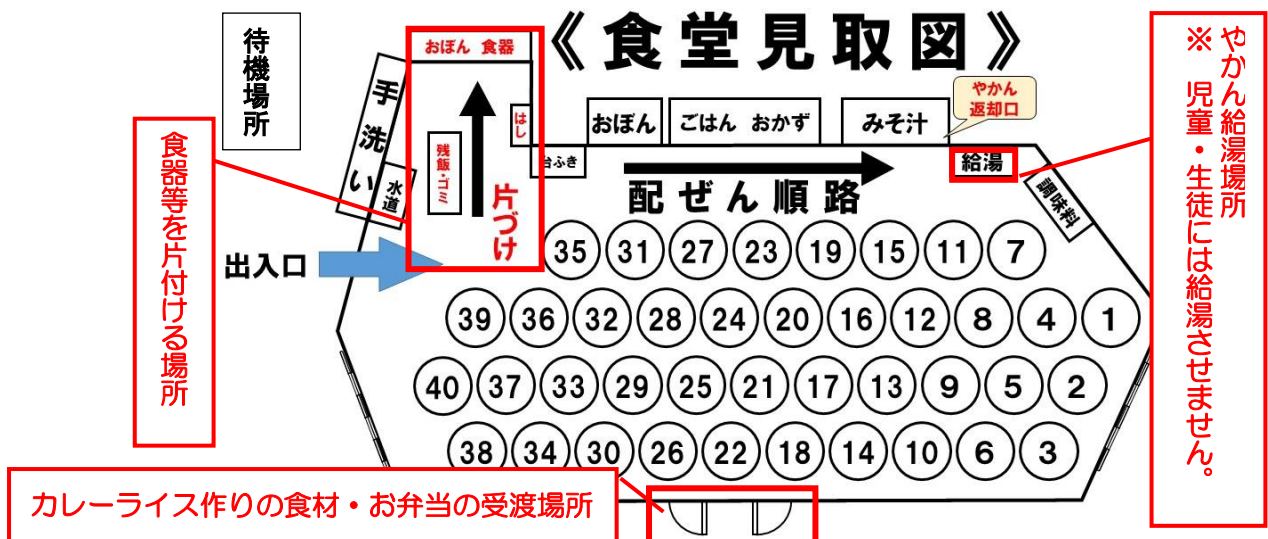 《食堂見取図》
待機場所
おぼん 食器
手洗い
水道
はし
残飯・ゴミ
片づけ
台ふき
おぼん
ごはん おかず
みそ汁
やかん
返却口
給湯
調味料
配ぜん順路
やかん給湯場所
※ 児童・生徒には給湯させません。
食器等を片付ける場所
出入口
35 31 27 23 19 15 11 7
39 36 32 28 24 20 16 12 8 4 1
40 37 33 29 25 21 17 13 9 5 2
38 34 30 26 22 18 14 10 6 3
カレーライス作りの食材・お弁当の受渡場所